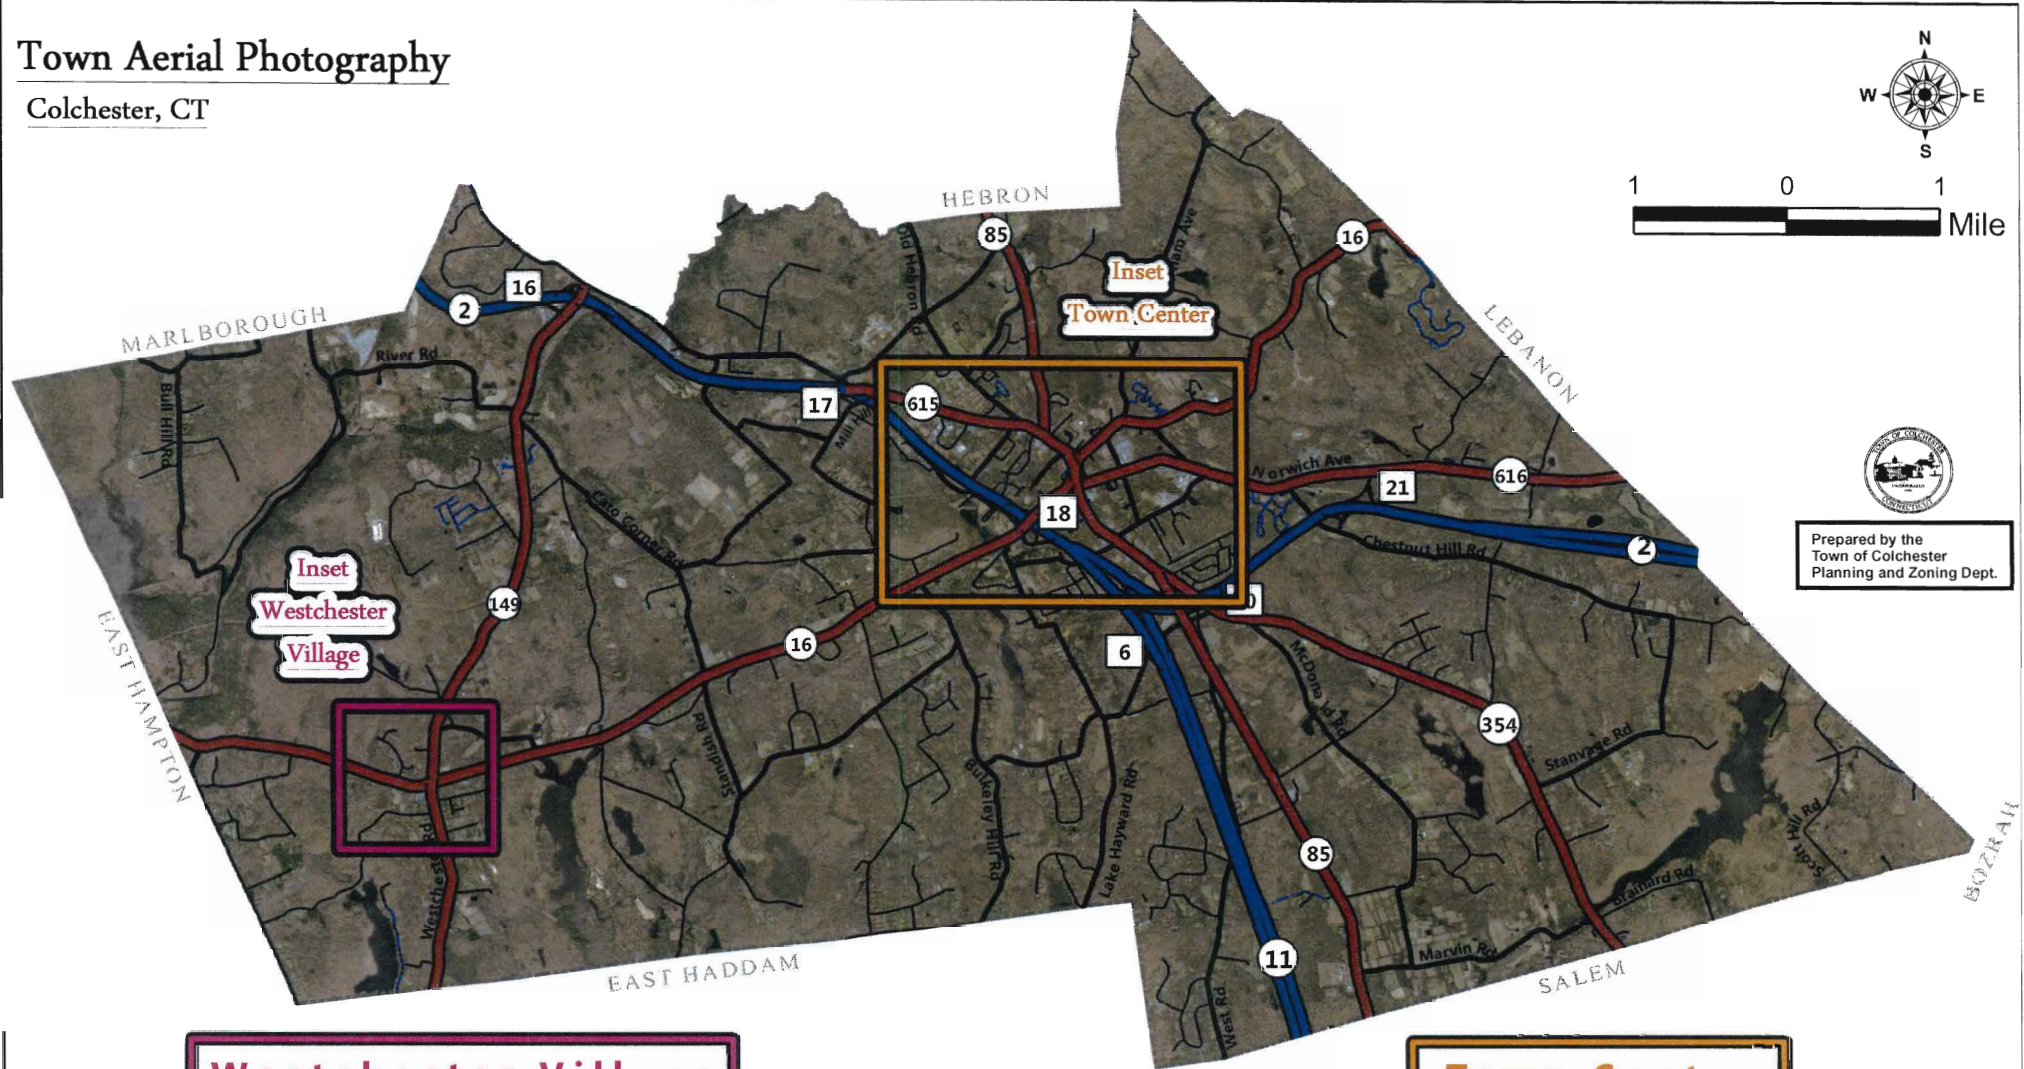 Town Aerial Photography
Colchester, CT
N
W E
S
1 0 1
Mile
HEBRON
MARLBOROUGH
LEBANON
EAST HAMPTON
EAST HADDAM
SALEM
BOZRAH
85
16
2
16
Old Hebron Rd
Inset
Town Center
River Rd
Bull Hill Rd
17
615
Mill Hill
Norwich Ave
616
21
18
Cato Corner Rd
Chestnut Hill Rd
2
Inset
Westchester
Village
149
16
6
McDonald Rd
354
Standish Rd
Stanvage Rd
Bulkeley Hill Rd
Lake Hayward Rd
Scott Hill Rd
85
Brainard Rd
11
Marvin Rd
West Rd
TOWN OF COLCHESTER
CONNECTICUT
Prepared by the
Town of Colchester
Planning and Zoning Dept.